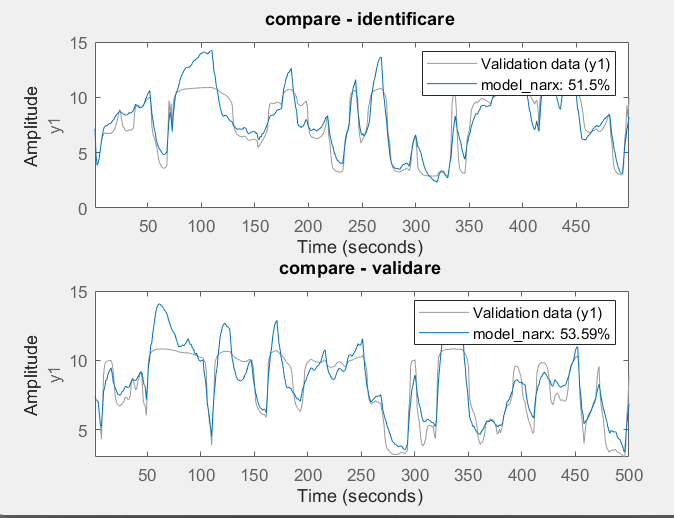 compare - identificare
15
10
5
0
Amplitude
y1
Validation data (y1)
model_narx: 51.5%
50 100 150 200 250 300 350 400 450
Time (seconds)
compare - validare
15
10
5
Amplitude
y1
Validation data (y1)
model_narx: 53.59%
50 100 150 200 250 300 350 400 450 500
Time (seconds)